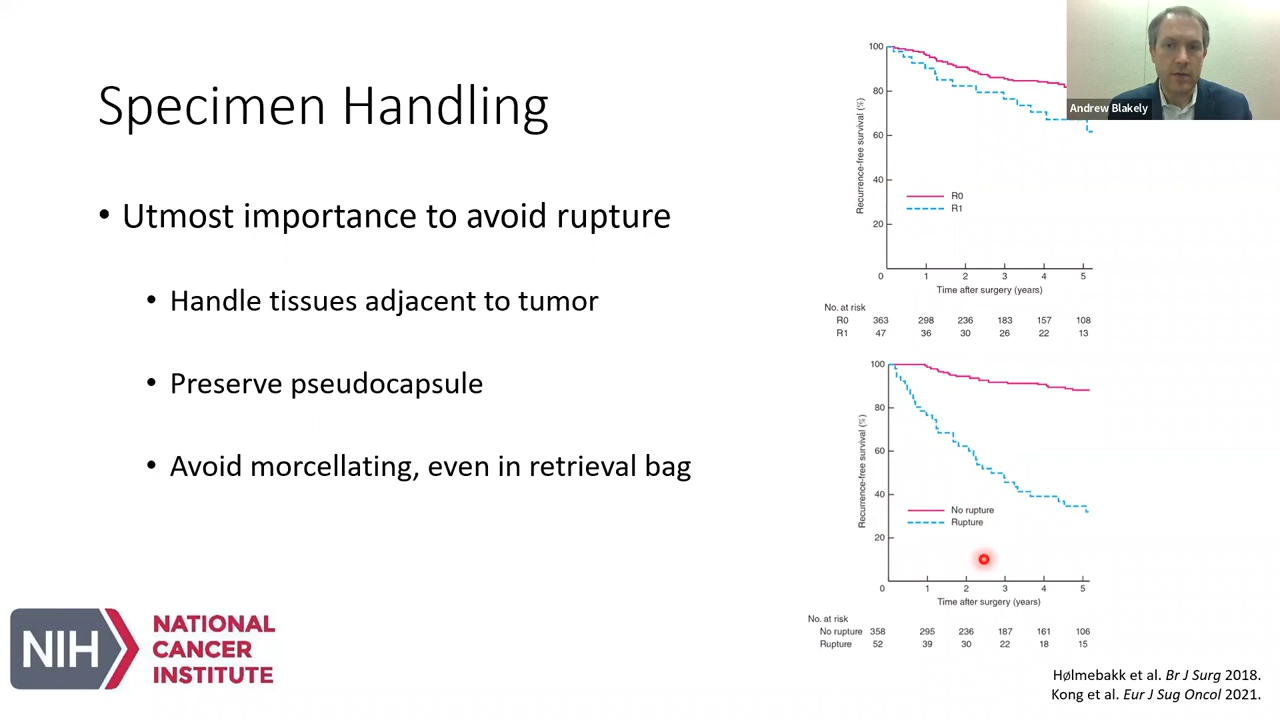 Specimen Handling
• Utmost importance to avoid rupture
• Handle tissues adjacent to tumor
• Preserve pseudocapsule
• Avoid morcellating, even in retrieval bag
NIH
NATIONAL
CANCER
INSTITUTE
Andrew Blakely
Recurrence-free survival (%)
100
80
60
40
20
0
R0
R1
1 2 3 4 5
Time after surgery (years)
No. at risk
R0 363 298 236 183 157 108
R1 47 36 30 26 22 13
Recurrence-free survival (%)
100
80
60
40
20
0
No rupture
Rupture
1 2 3 4 5
Time after surgery (years)
No. at risk
No rupture 358 295 236 187 161 106
Rupture 52 39 30 22 18 15
Hølmebakk et al. Br J Surg 2018.
Kong et al. Eur J Sug Oncol 2021.